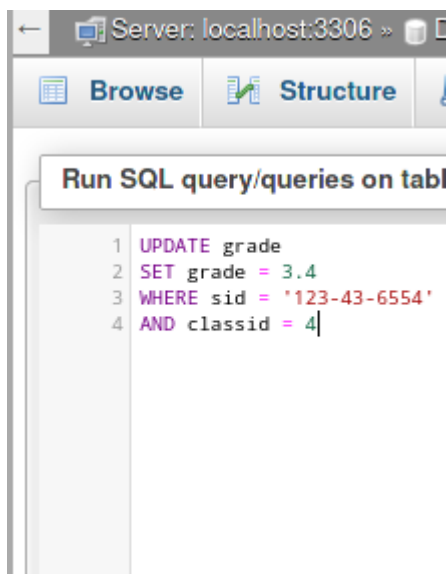 Server: localhost:3306 »
Browse Structure
Run SQL query/queries on
1 UPDATE grade
2 SET grade = 3.4
3 WHERE sid = '123-43-6554'
4 AND classid = 4